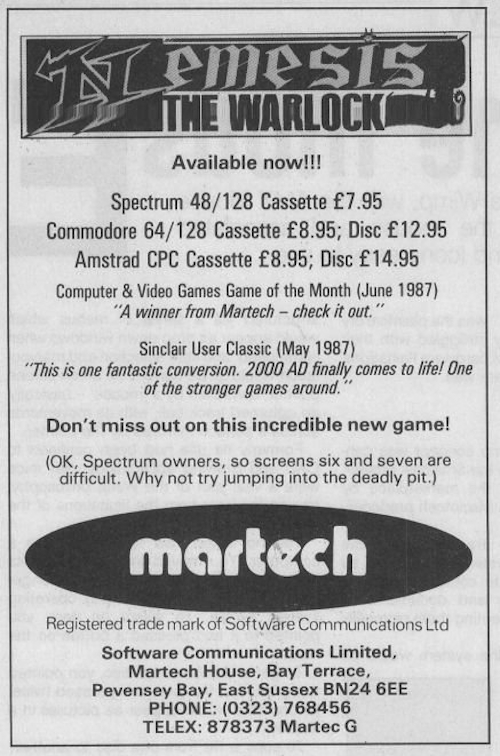 Nemesis
THE WARLOCK
Available now!!!
Spectrum 48/128 Cassette £7.95
Commodore 64/128 Cassette £8.95; Disc £12.95
Amstrad CPC Cassette £8.95; Disc £14.95
Computer & Video Games Game of the Month (June 1987)
"A winner from Martech – check it out."
Sinclair User Classic (May 1987)
"This is one fantastic conversion. 2000 AD finally comes to life! One
of the stronger games around."
Don't miss out on this incredible new game!
(OK, Spectrum owners, so screens six and seven are
difficult. Why not try jumping into the deadly pit.)
martech
Registered trade mark of Software Communications Ltd
Software Communications Limited,
Martech House, Bay Terrace,
Pevensey Bay, East Sussex BN24 6EE
PHONE: (0323) 768456
TELEX: 878373 Martec G